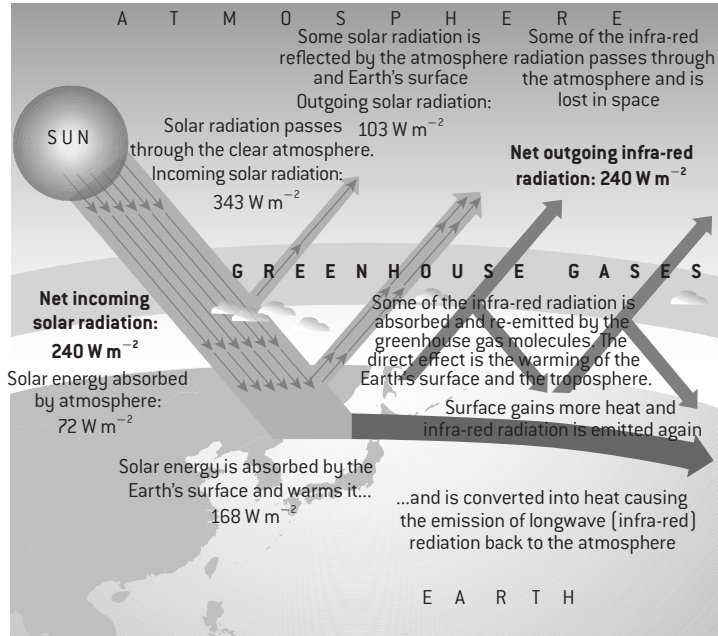 A T M O S P H E R E
Some solar radiation is
reflected by the atmosphere
and Earth's surface
Outgoing solar radiation:
103 W m⁻²
Some of the infra-red
radiation passes through
the atmosphere and is
lost in space
SUN
Solar radiation passes
through the clear atmosphere.
Incoming solar radiation:
343 W m⁻²
Net outgoing infra-red
radiation: 240 W m⁻²
G R E E N H O U S E G A S E S
Net incoming
solar radiation:
240 W m⁻²
Some of the infra-red radiation is
absorbed and re-emitted by the
greenhouse gas molecules. The
direct effect is the warming of the
Earth's surface and the troposphere.
Solar energy absorbed
by atmosphere:
72 W m⁻²
Surface gains more heat and
infra-red radiation is emitted again
Solar energy is absorbed by the
Earth's surface and warms it...
168 W m⁻²
...and is converted into heat causing
the emission of longwave (infra-red)
rediation back to the atmosphere
E A R T H